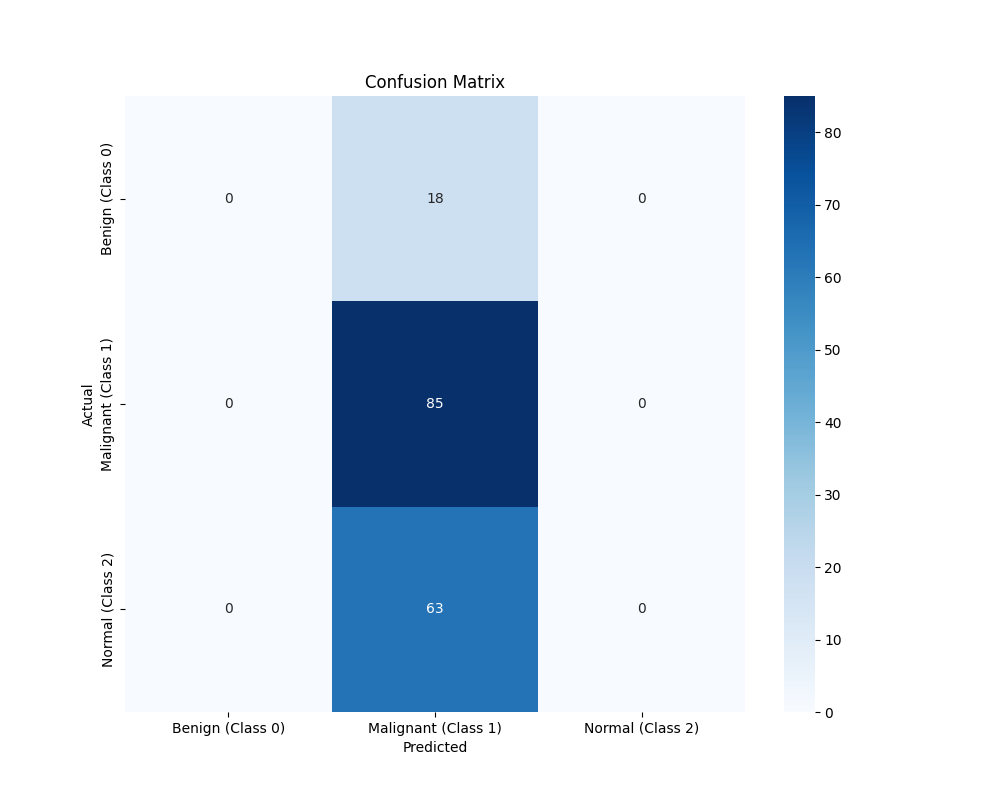 Confusion Matrix
Actual
Benign (Class 0)
Malignant (Class 1)
Normal (Class 2)
0 18 0
0 85 0
0 63 0
Benign (Class 0) Malignant (Class 1) Normal (Class 2)
Predicted
80
70
60
50
40
30
20
10
0